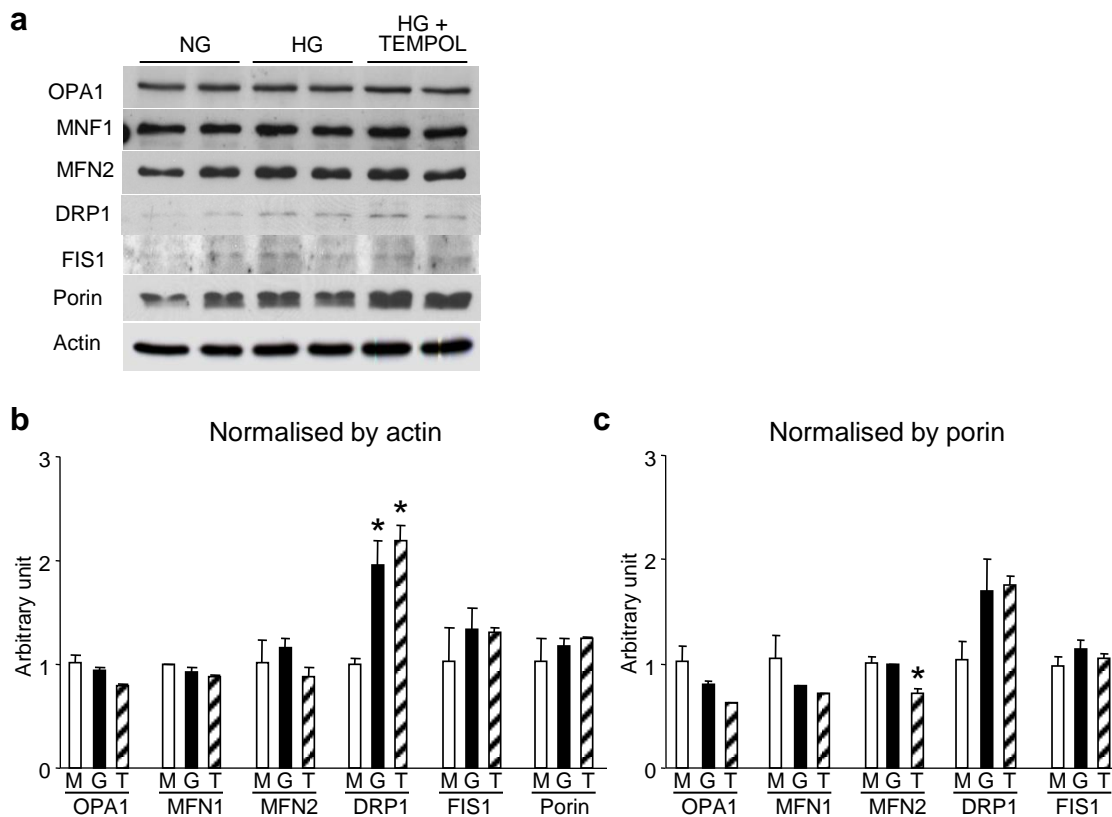 a
NG HG HG +
TEMPOL
OPA1
MNF1
MFN2
DRP1
FIS1
Porin
Actin
b
Normalised by actin
3
2
1
0
Arbitrary unit
* *
M G T M G T M G T M G T M G T M G T
OPA1 MFN1 MFN2 DRP1 FIS1 Porin
c
Normalised by porin
3
2
1
0
Arbitrary unit
*
M G T M G T M G T M G T M G T
OPA1 MFN1 MFN2 DRP1 FIS1